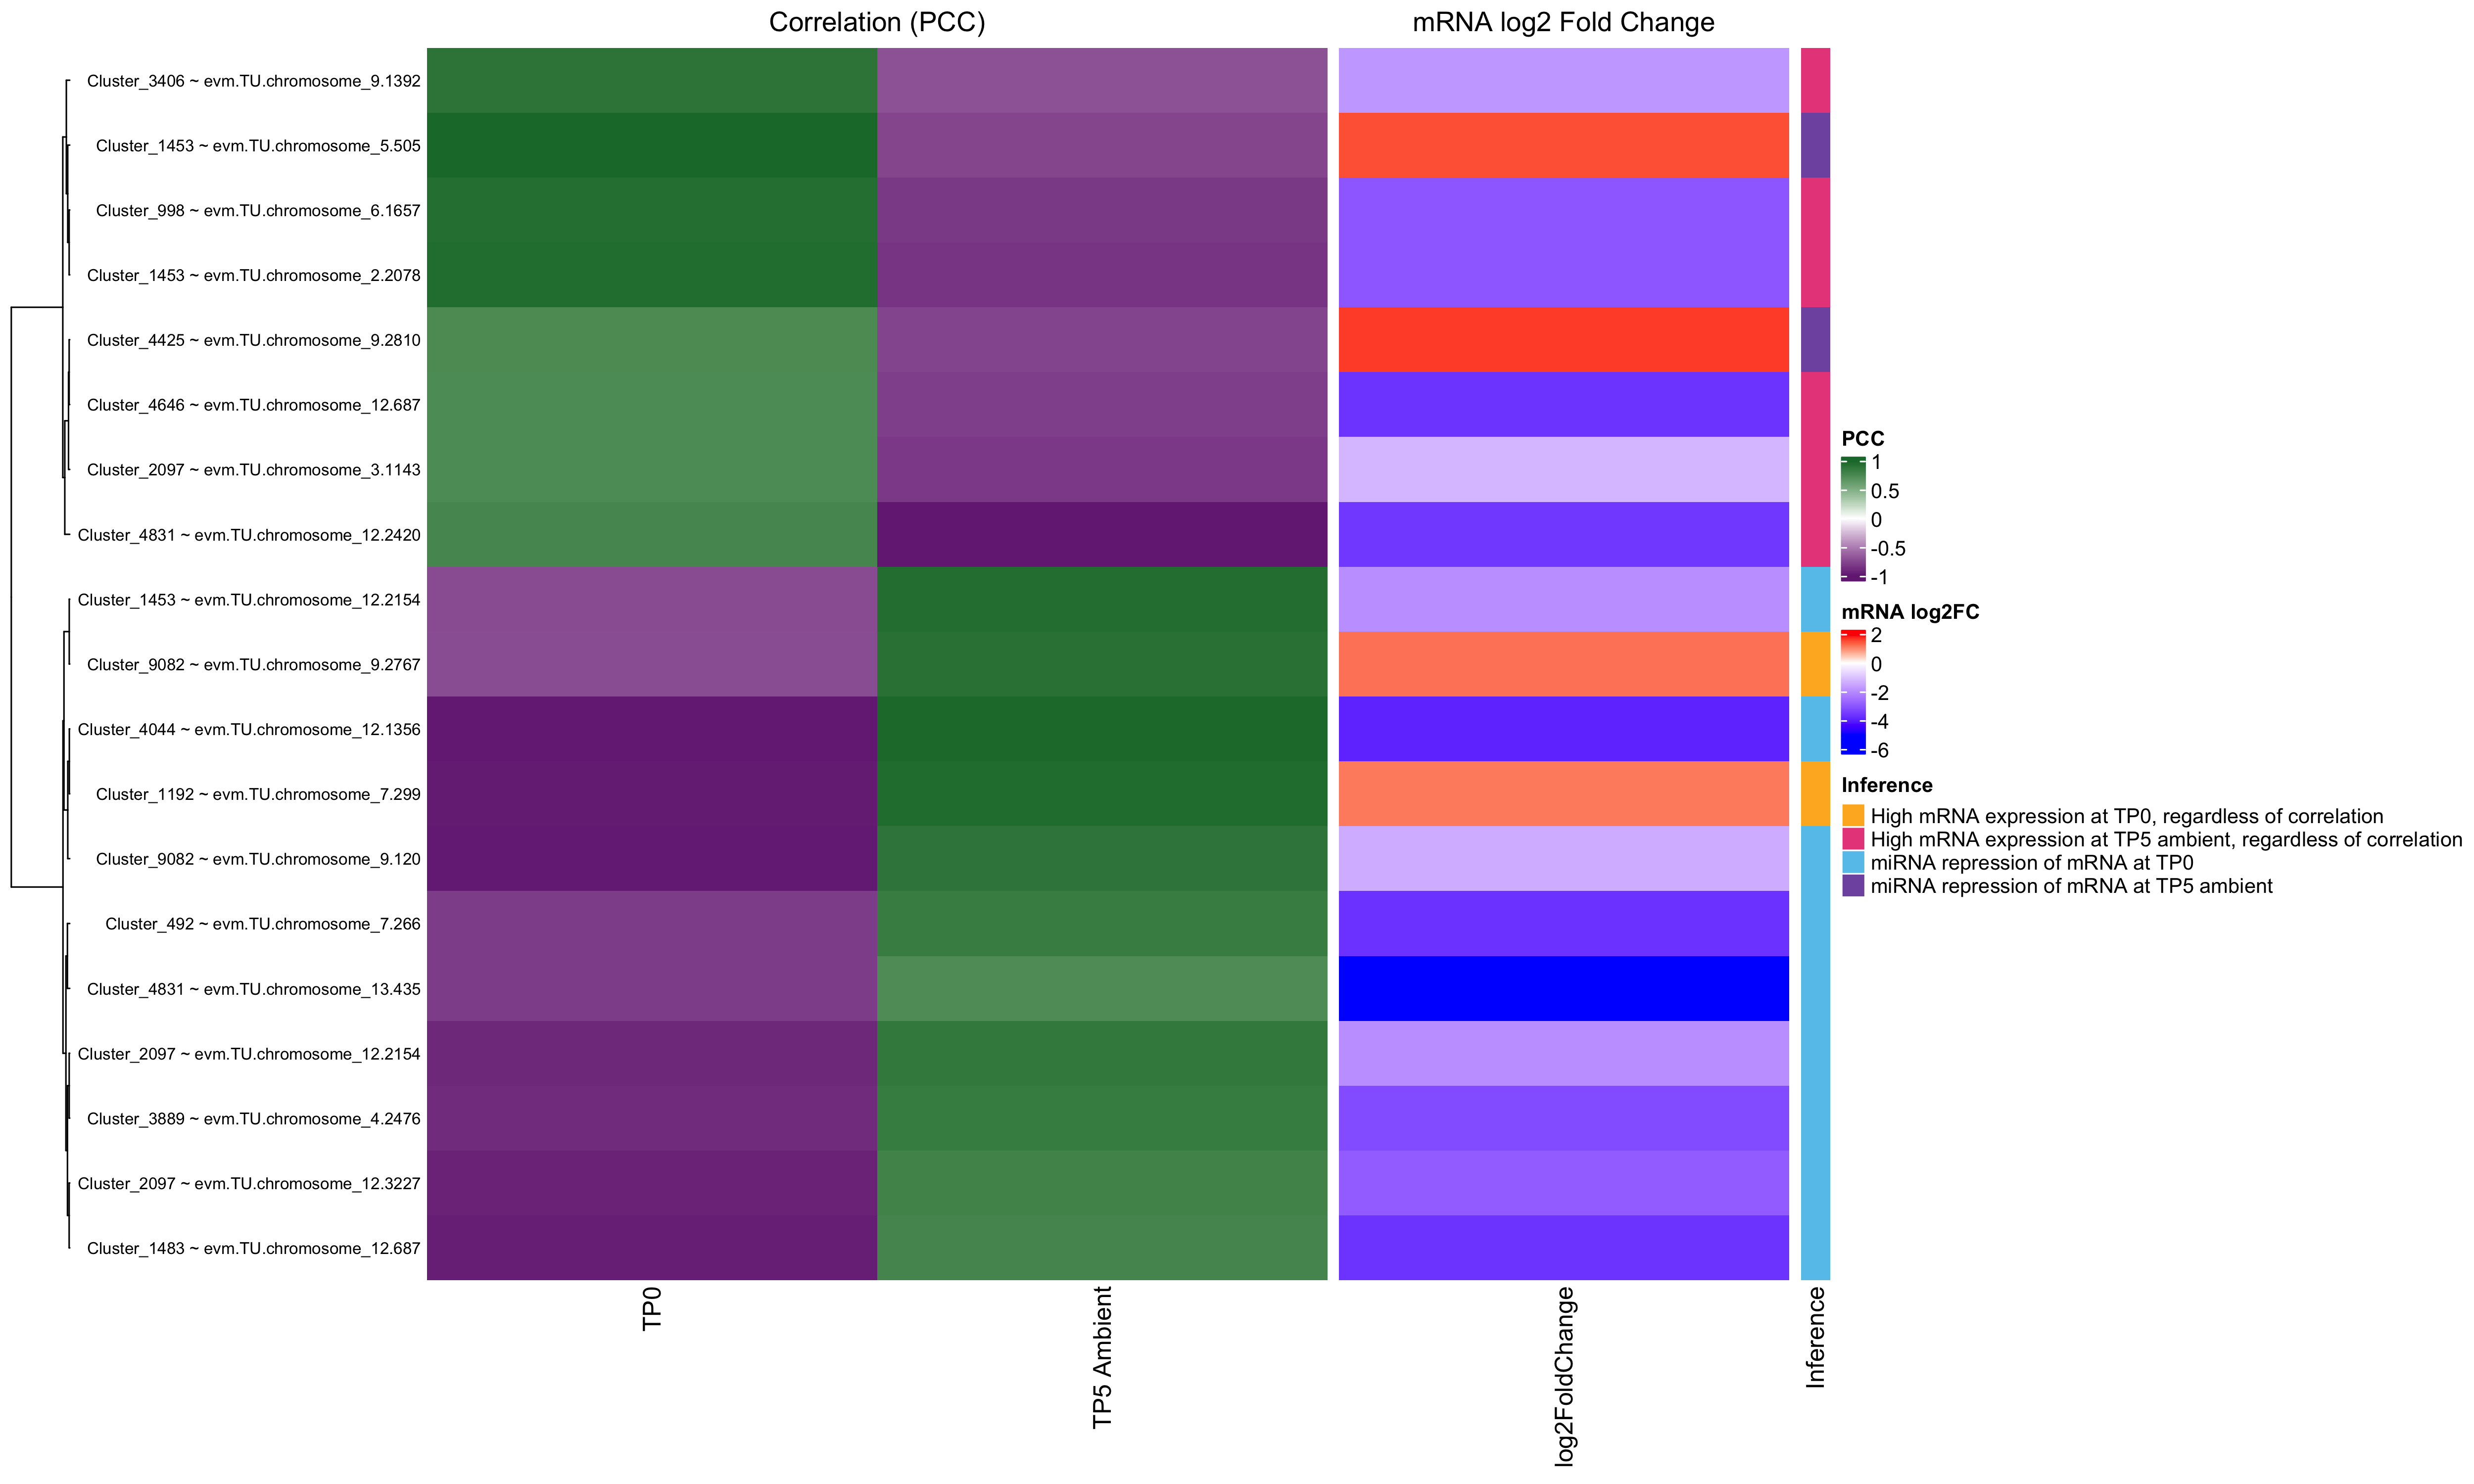 Correlation (PCC)
mRNA log2 Fold Change
Cluster_3406 ~ evm.TU.chromosome_9.1392
Cluster_1453 ~ evm.TU.chromosome_5.505
Cluster_998 ~ evm.TU.chromosome_6.1657
Cluster_1453 ~ evm.TU.chromosome_2.2078
Cluster_4425 ~ evm.TU.chromosome_9.2810
Cluster_4646 ~ evm.TU.chromosome_12.687
Cluster_2097 ~ evm.TU.chromosome_3.1143
Cluster_4831 ~ evm.TU.chromosome_12.2420
Cluster_1453 ~ evm.TU.chromosome_12.2154
Cluster_9082 ~ evm.TU.chromosome_9.2767
Cluster_4044 ~ evm.TU.chromosome_12.1356
Cluster_1192 ~ evm.TU.chromosome_7.299
Cluster_9082 ~ evm.TU.chromosome_9.120
Cluster_492 ~ evm.TU.chromosome_7.266
Cluster_4831 ~ evm.TU.chromosome_13.435
Cluster_2097 ~ evm.TU.chromosome_12.2154
Cluster_3889 ~ evm.TU.chromosome_4.2476
Cluster_2097 ~ evm.TU.chromosome_12.3227
Cluster_1483 ~ evm.TU.chromosome_12.687
TP0
TP5 Ambient
log2FoldChange
Inference
PCC
1
0.5
0
-0.5
-1
mRNA log2FC
2
0
-2
-4
-6
Inference
High mRNA expression at TP0, regardless of correlation
High mRNA expression at TP5 ambient, regardless of correlation
miRNA repression of mRNA at TP0
miRNA repression of mRNA at TP5 ambient